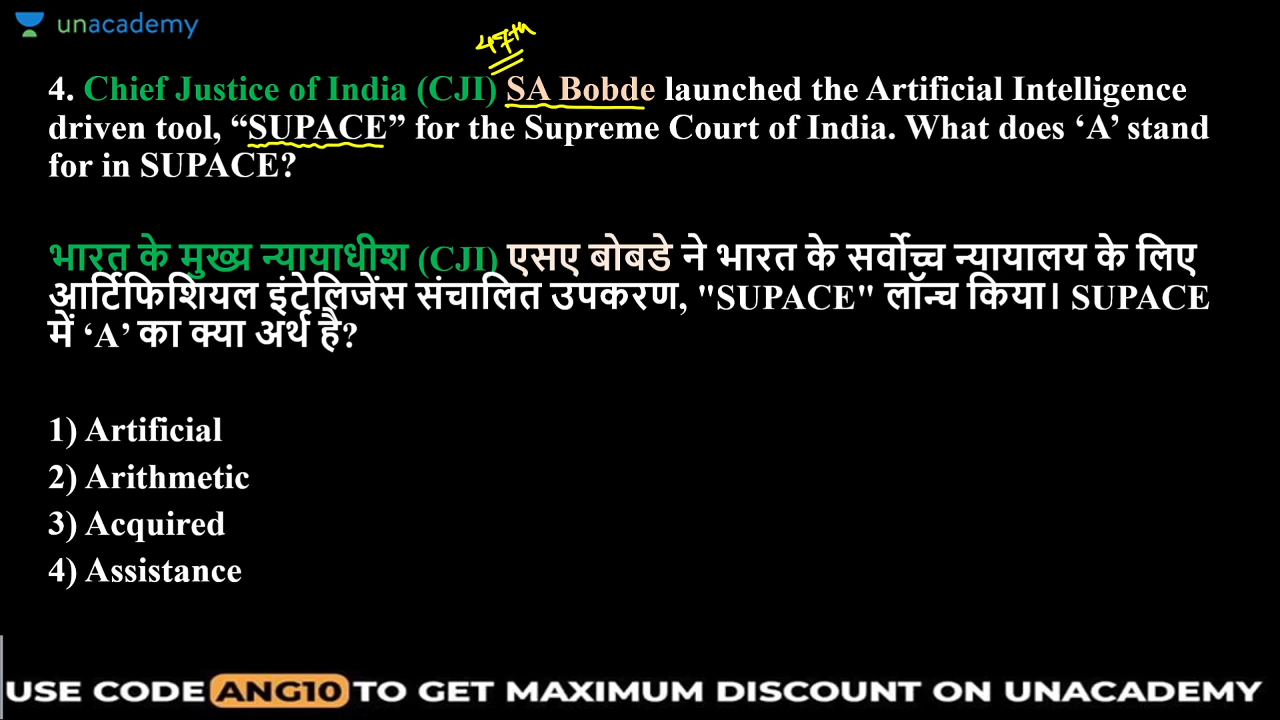 unacademy
47th
4. Chief Justice of India (CJI) SA Bobde launched the Artificial Intelligence
driven tool, “SUPACE” for the Supreme Court of India. What does ‘A’ stand
for in SUPACE?
भारत के मुख्य न्यायाधीश (CJI) एसए बोबडे ने भारत के सर्वोच्च न्यायालय के लिए
आर्टिफिशियल इंटेलिजेंस संचालित उपकरण, "SUPACE" लॉन्च किया। SUPACE
में ‘A’ का क्या अर्थ है?
1) Artificial
2) Arithmetic
3) Acquired
4) Assistance
USE CODE ANG10 TO GET MAXIMUM DISCOUNT ON UNACADEMY